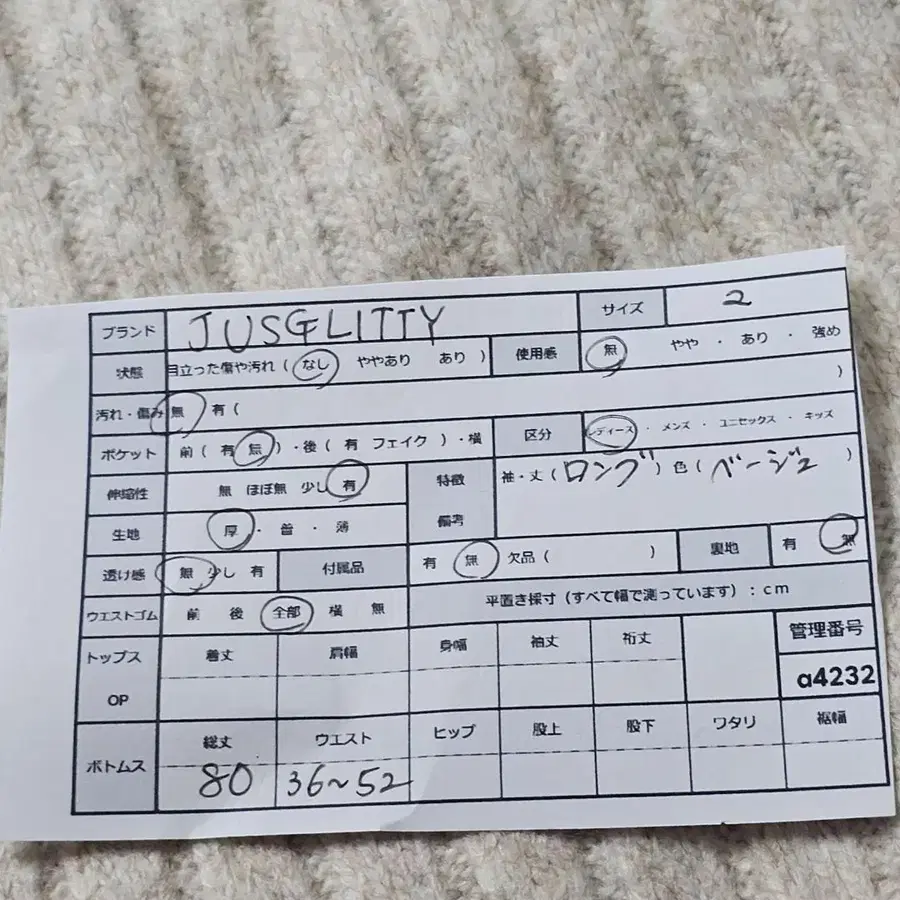 ブランド JUSGLITTY サイズ 2
状態 目立った傷や汚れ ( なし ややあり あり ) 使用感 無 やや ・ あり ・ 強め
汚れ・傷み 無 有 ( )
ポケット 前 ( 有 無 ) ・後 ( 有 フェイク ) ・横 区分 レディース ・ メンズ ・ ユニセックス ・ キッズ
伸縮性 無 ほぼ無 少し 有 特徴 備考 袖・丈 ( ロング ) 色 ( ベージュ )
生地 厚 ・ 普 ・ 薄
透け感 無 少し 有 付属品 有 無 欠品 ( ) 裏地 有 無
ウエストゴム 前 後 全部 横 無 平置き採寸 (すべて幅で測っています) : cm
トップス OP 着丈 肩幅 身幅 袖丈 裄丈 管理番号
a4232
ボトムス 総丈 ウエスト ヒップ 股上 股下 ワタリ 裾幅
80 36~52